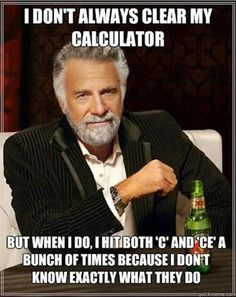 I DON'T ALWAYS CLEAR MY
CALCULATOR
BUT WHEN I DO, I HIT BOTH 'C' AND 'CE' A
BUNCH OF TIMES BECAUSE I DON'T
KNOW EXACTLY WHAT THEY DO